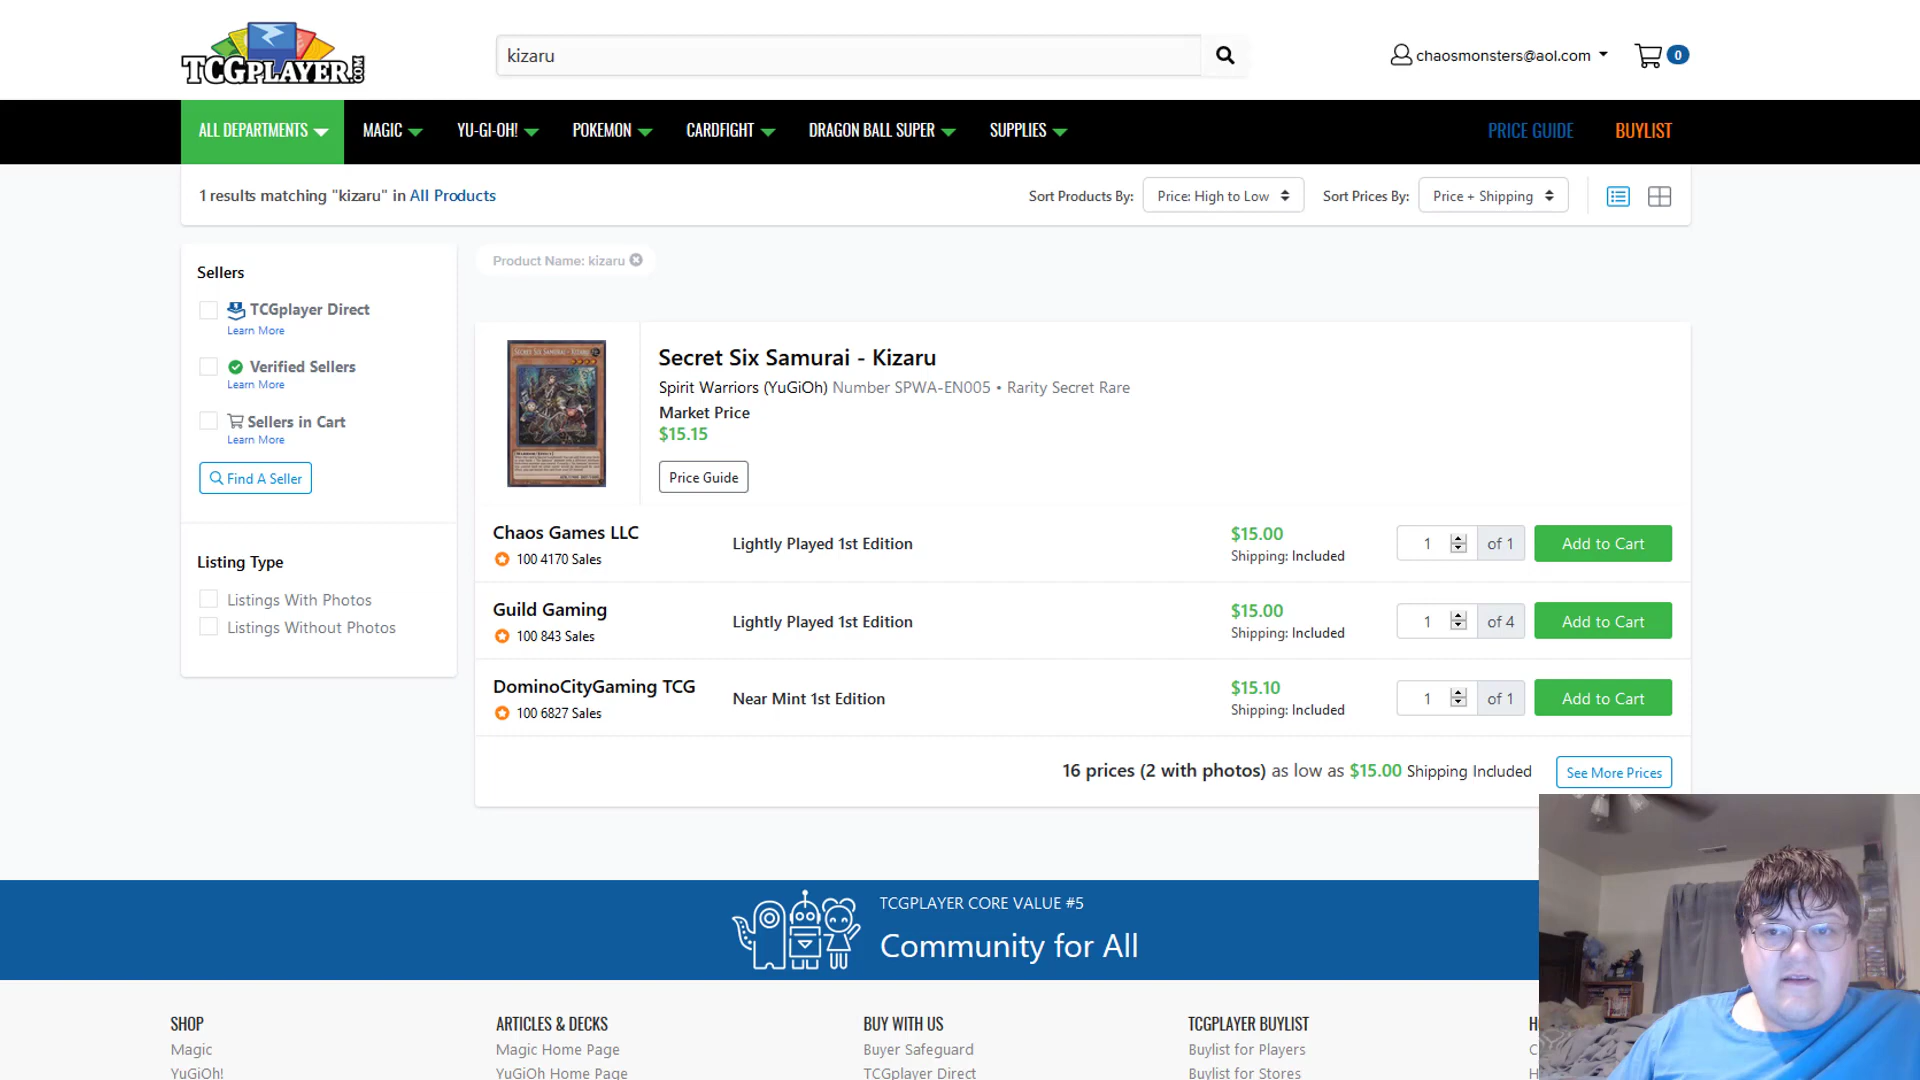 TCGPLAYER.COM
kizaru
chaosmonsters@aol.com
0
ALL DEPARTMENTS
MAGIC
YU-GI-OH!
POKEMON
CARDFIGHT
DRAGON BALL SUPER
SUPPLIES
PRICE GUIDE
BUYLIST
1 results matching "kizaru" in All Products
Sort Products By:
Price: High to Low
Sort Prices By:
Price + Shipping
Product Name: kizaru
Sellers
TCGplayer Direct
Learn More
Verified Sellers
Learn More
Sellers in Cart
Learn More
Find A Seller
Listing Type
Listings With Photos
Listings Without Photos
Secret Six Samurai - Kizaru
Spirit Warriors (YuGiOh) Number SPWA-EN005 • Rarity Secret Rare
Market Price
$15.15
Price Guide
Chaos Games LLC
100 4170 Sales
Lightly Played 1st Edition
$15.00
Shipping: Included
1
of 1
Add to Cart
Guild Gaming
100 843 Sales
Lightly Played 1st Edition
$15.00
Shipping: Included
1
of 4
Add to Cart
DominoCityGaming TCG
100 6827 Sales
Near Mint 1st Edition
$15.10
Shipping: Included
1
of 1
Add to Cart
16 prices (2 with photos) as low as $15.00 Shipping Included
See More Prices
TCGPLAYER CORE VALUE #5
Community for All
SHOP
Magic
YuGiOh!
ARTICLES & DECKS
Magic Home Page
YuGiOh Home Page
BUY WITH US
Buyer Safeguard
TCGplayer Direct
TCGPLAYER BUYLIST
Buylist for Players
Buylist for Stores